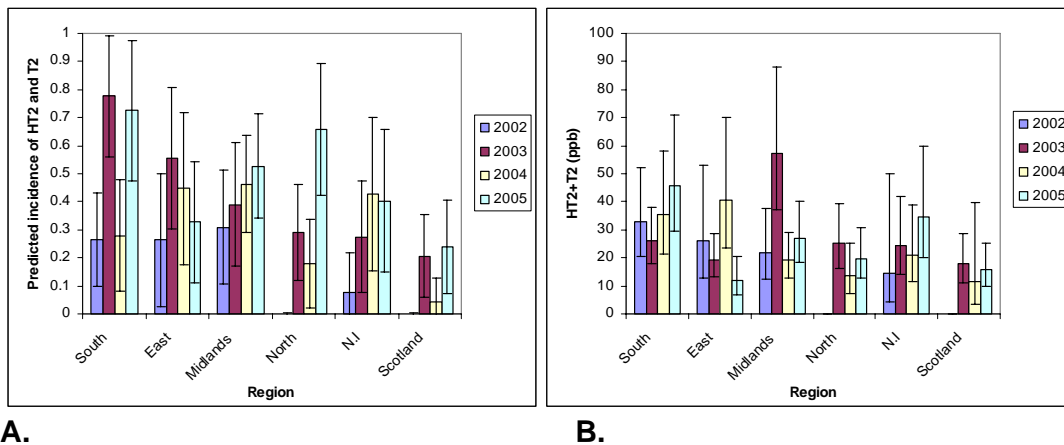 Predicted incidence of HT2 and T2
1
0.9
0.8
0.7
0.6
0.5
0.4
0.3
0.2
0.1
0
South
East
Midlands
North
N.I
Scotland
Region
2002
2003
2004
2005
A.
HT2+T2 (ppb)
100
90
80
70
60
50
40
30
20
10
0
South
East
Midlands
North
N.I
Scotland
Region
2002
2003
2004
2005
B.